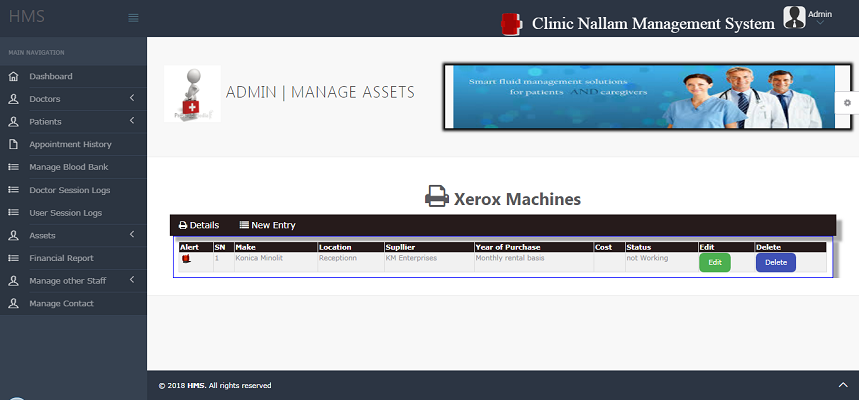 HMS
Clinic Nallam Management System
Admin
MAIN NAVIGATION
Dashboard
Doctors
Patients
Appointment History
Manage Blood Bank
Doctor Session Logs
User Session Logs
Assets
Financial Report
Manage other Staff
Manage Contact
ADMIN | MANAGE ASSETS
Smart fluid management solutions
for patients AND caregivers
Xerox Machines
Details New Entry
Alert SN Make Location Supllier Year of Purchase Cost Status Edit Delete
1 Konica Minolit Receptionn KM Enterprises Monthly rental basis not Working Edit Delete
© 2018 HMS. All rights reserved